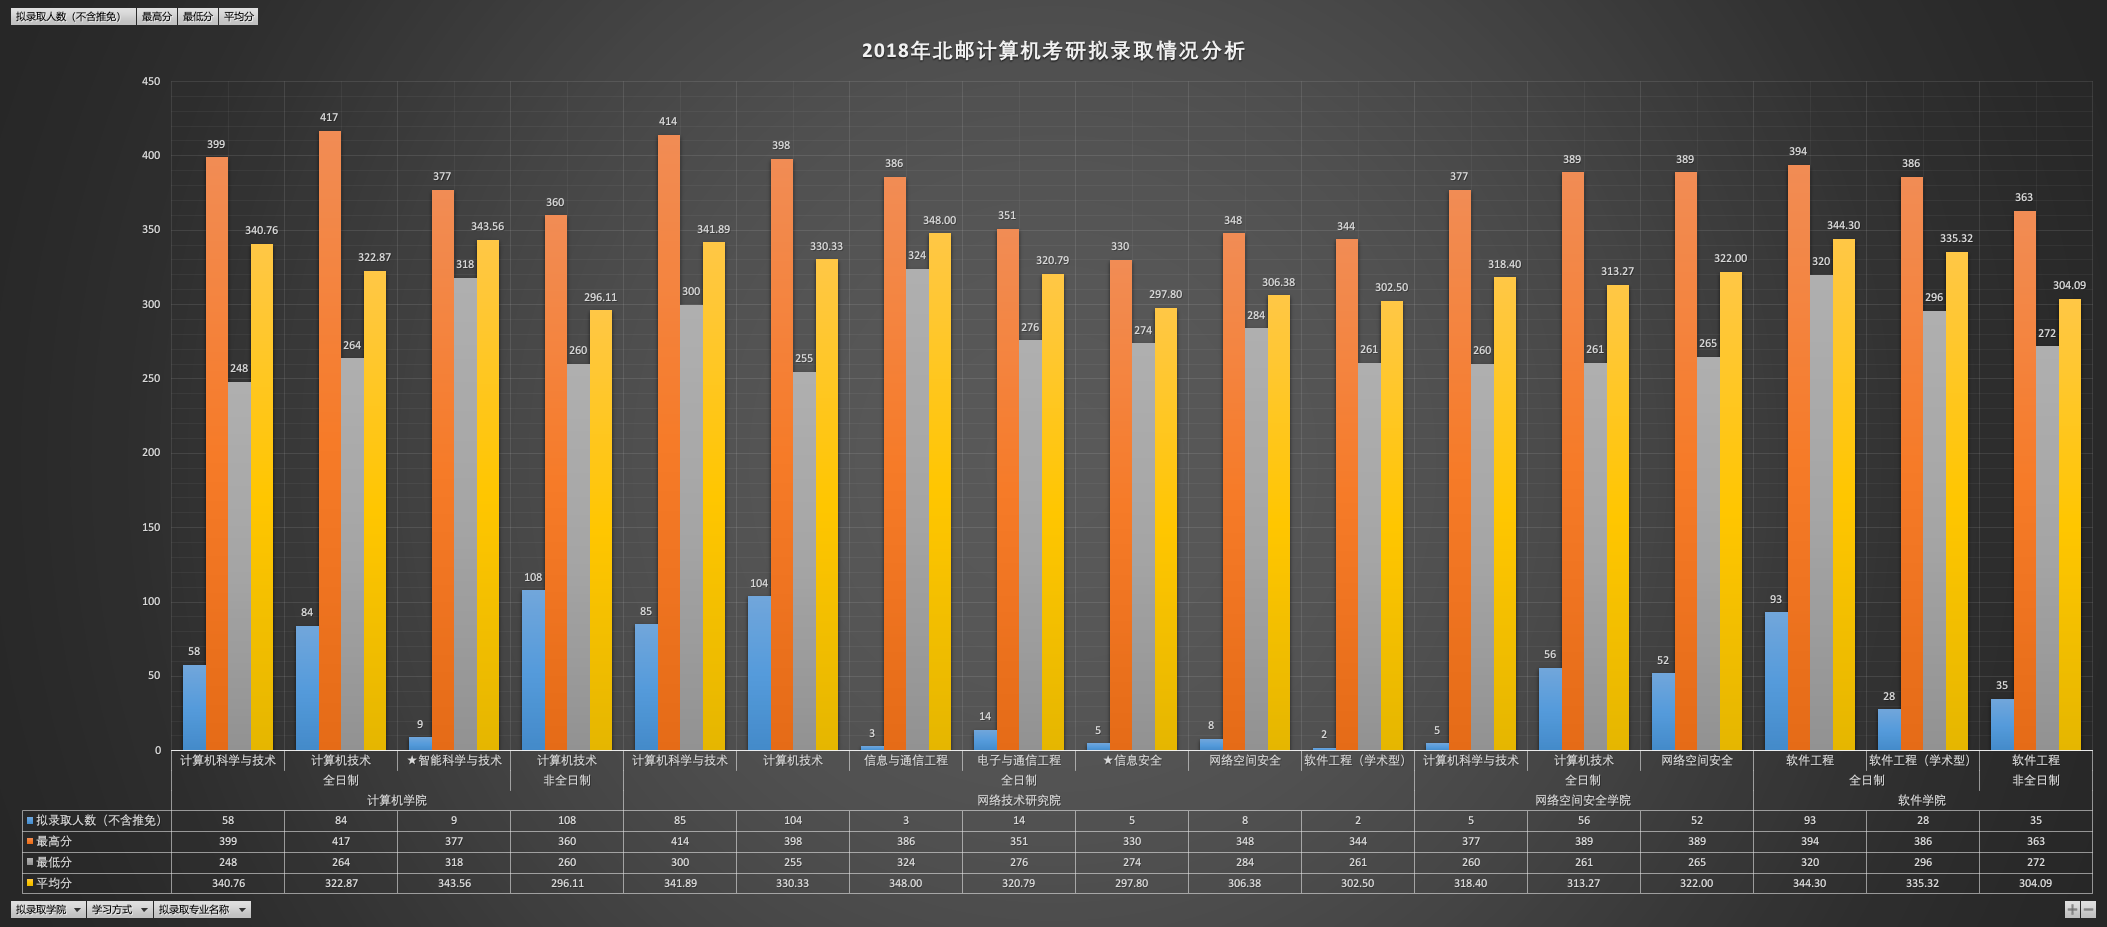 拟录取人数（不含推免） 最高分 最低分 平均分
2018年北邮计算机考研拟录取情况分析
450
400
350
300
250
200
150
100
50
0
58 399 248 340.76
84 417 264 322.87
9 377 318 343.56
108 360 260 296.11
85 414 300 341.89
104 398 255 330.33
3 386 324 348.00
14 351 276 320.79
5 330 274 297.80
8 348 284 306.38
2 344 261 302.50
5 377 260 318.40
56 389 261 313.27
52 389 265 322.00
93 394 320 344.30
28 386 296 335.32
35 363 272 304.09
计算机科学与技术 计算机技术 ★智能科学与技术 计算机技术 计算机科学与技术 计算机技术 信息与通信工程 电子与通信工程 ★信息安全 网络空间安全 软件工程（学术型） 计算机科学与技术 计算机技术 网络空间安全 软件工程 软件工程（学术型） 软件工程
全日制 非全日制 全日制 全日制 全日制 非全日制
计算机学院 网络技术研究院 网络空间安全学院 软件学院
拟录取人数（不含推免） 58 84 9 108 85 104 3 14 5 8 2 5 56 52 93 28 35
最高分 399 417 377 360 414 398 386 351 330 348 344 377 389 389 394 386 363
最低分 248 264 318 260 300 255 324 276 274 284 261 260 261 265 320 296 272
平均分 340.76 322.87 343.56 296.11 341.89 330.33 348.00 320.79 297.80 306.38 302.50 318.40 313.27 322.00 344.30 335.32 304.09
拟录取学院 学习方式 拟录取专业名称